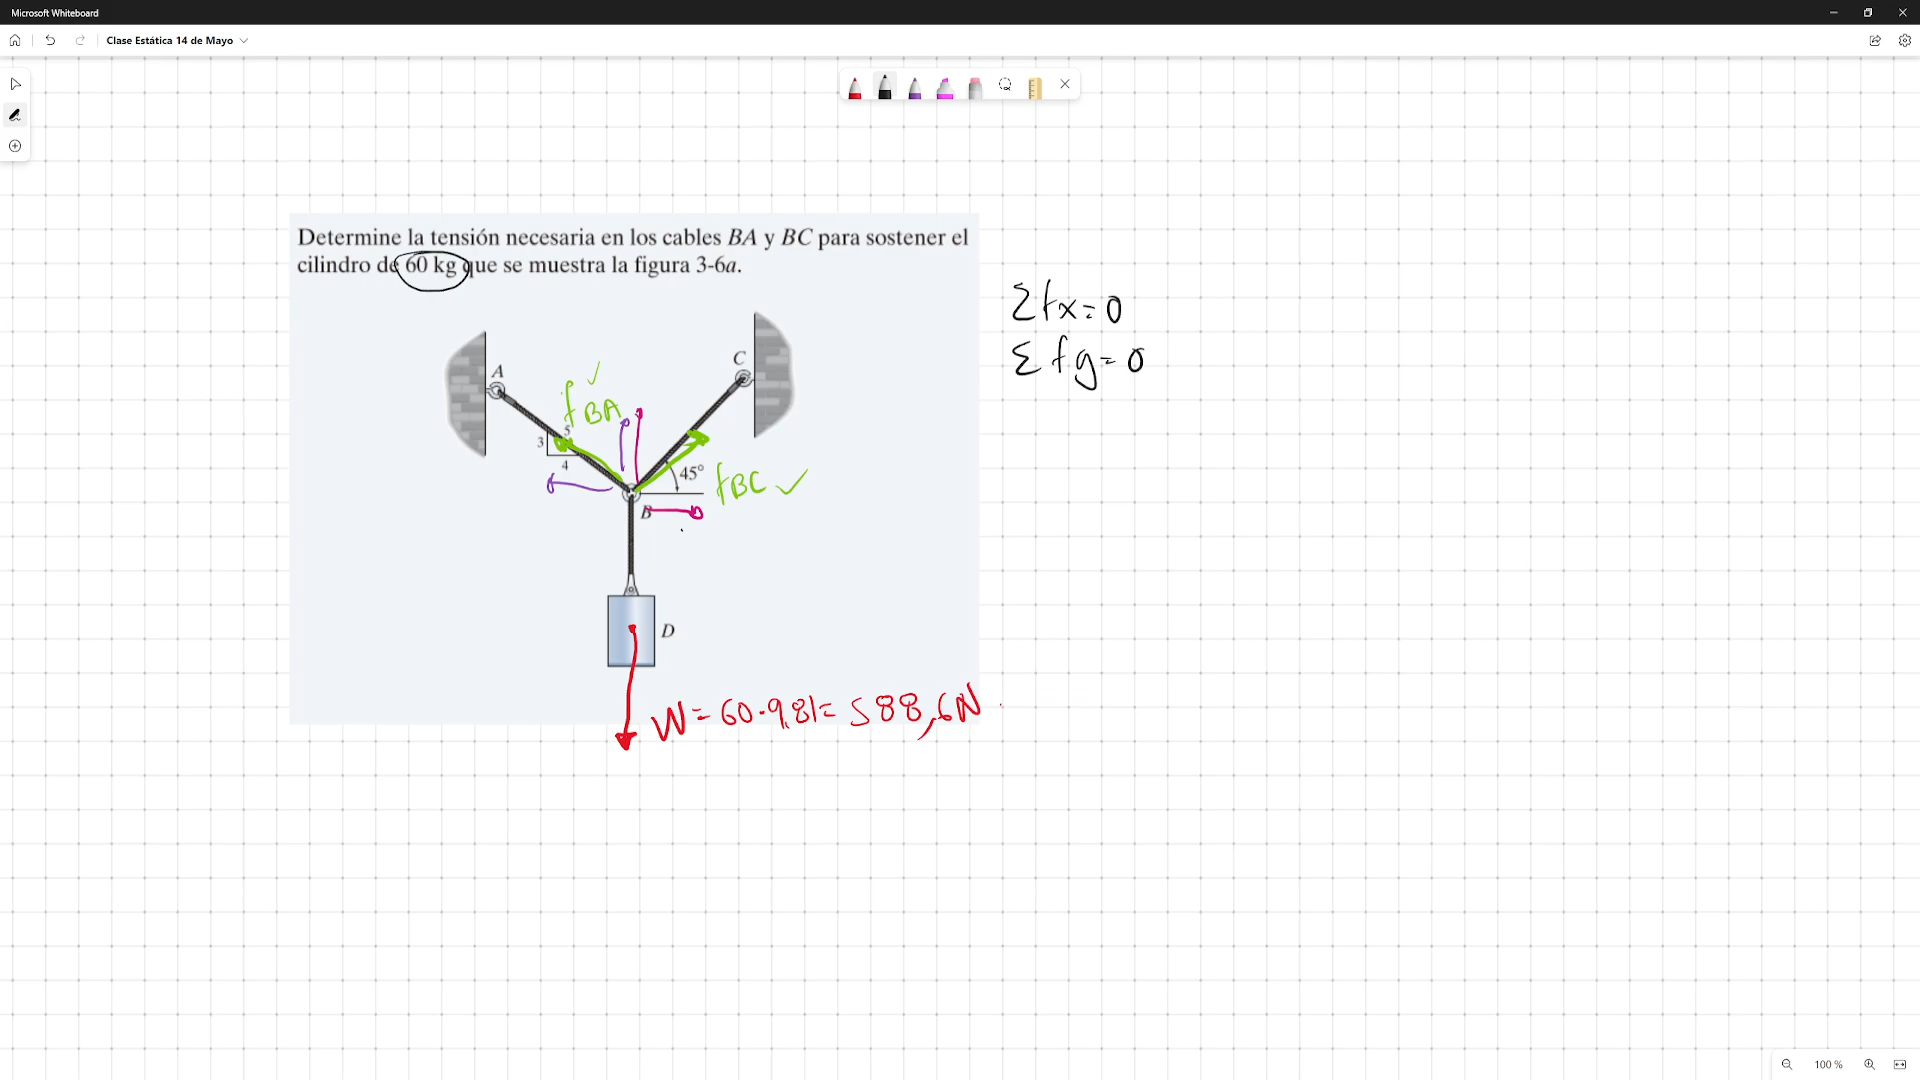 Microsoft Whiteboard
Clase Estática 14 de Mayo
Determine la tensión necesaria en los cables BA y BC para sostener el
cilindro de 60 kg que se muestra la figura 3-6a.
Σfx=0
Σfy=0
A
C
fBA
3
5
4
45°
fBC
B
D
W=60·9,81=588,6N
100 %